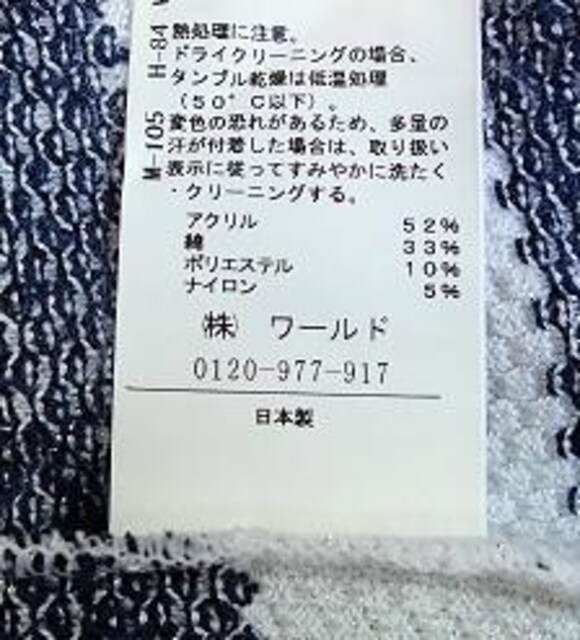 H-84
熱処理に注意。
ドライクリーニングの場合、
タンブル乾燥は低温処理
(50°C以下)。
M-105
変色の恐れがあるため、多量の
汗が付着した場合は、取り扱い
表示に従ってすみやかに洗たく
・クリーニングする。
アクリル 52%
綿 33%
ポリエステル 10%
ナイロン 5%
㈱ ワールド
0120-977-917
日本製